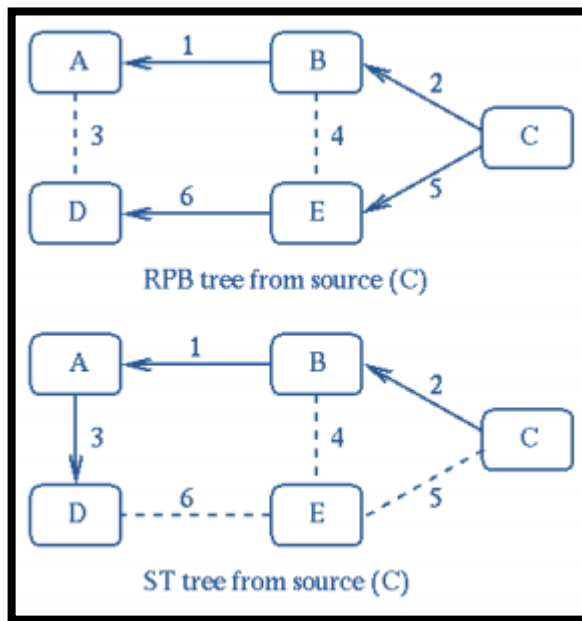 A 1 B
2
3 4 C
5
D 6 E
RPB tree from source (C)
A 1 B
2
3 4 C
5
D 6 E
ST tree from source (C)